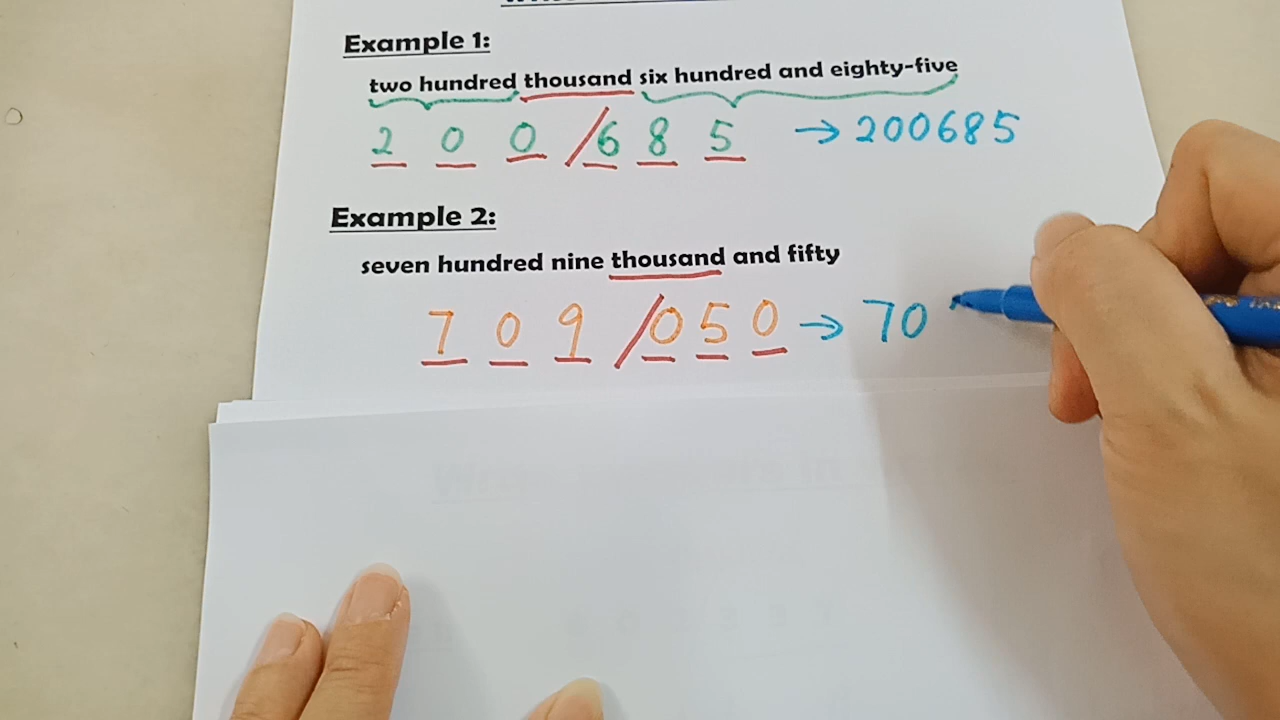 Example 1:
two hundred thousand six hundred and eighty-five
2 0 0 / 6 8 5 → 200685
Example 2:
seven hundred nine thousand and fifty
7 0 9 / 0 5 0 → 70